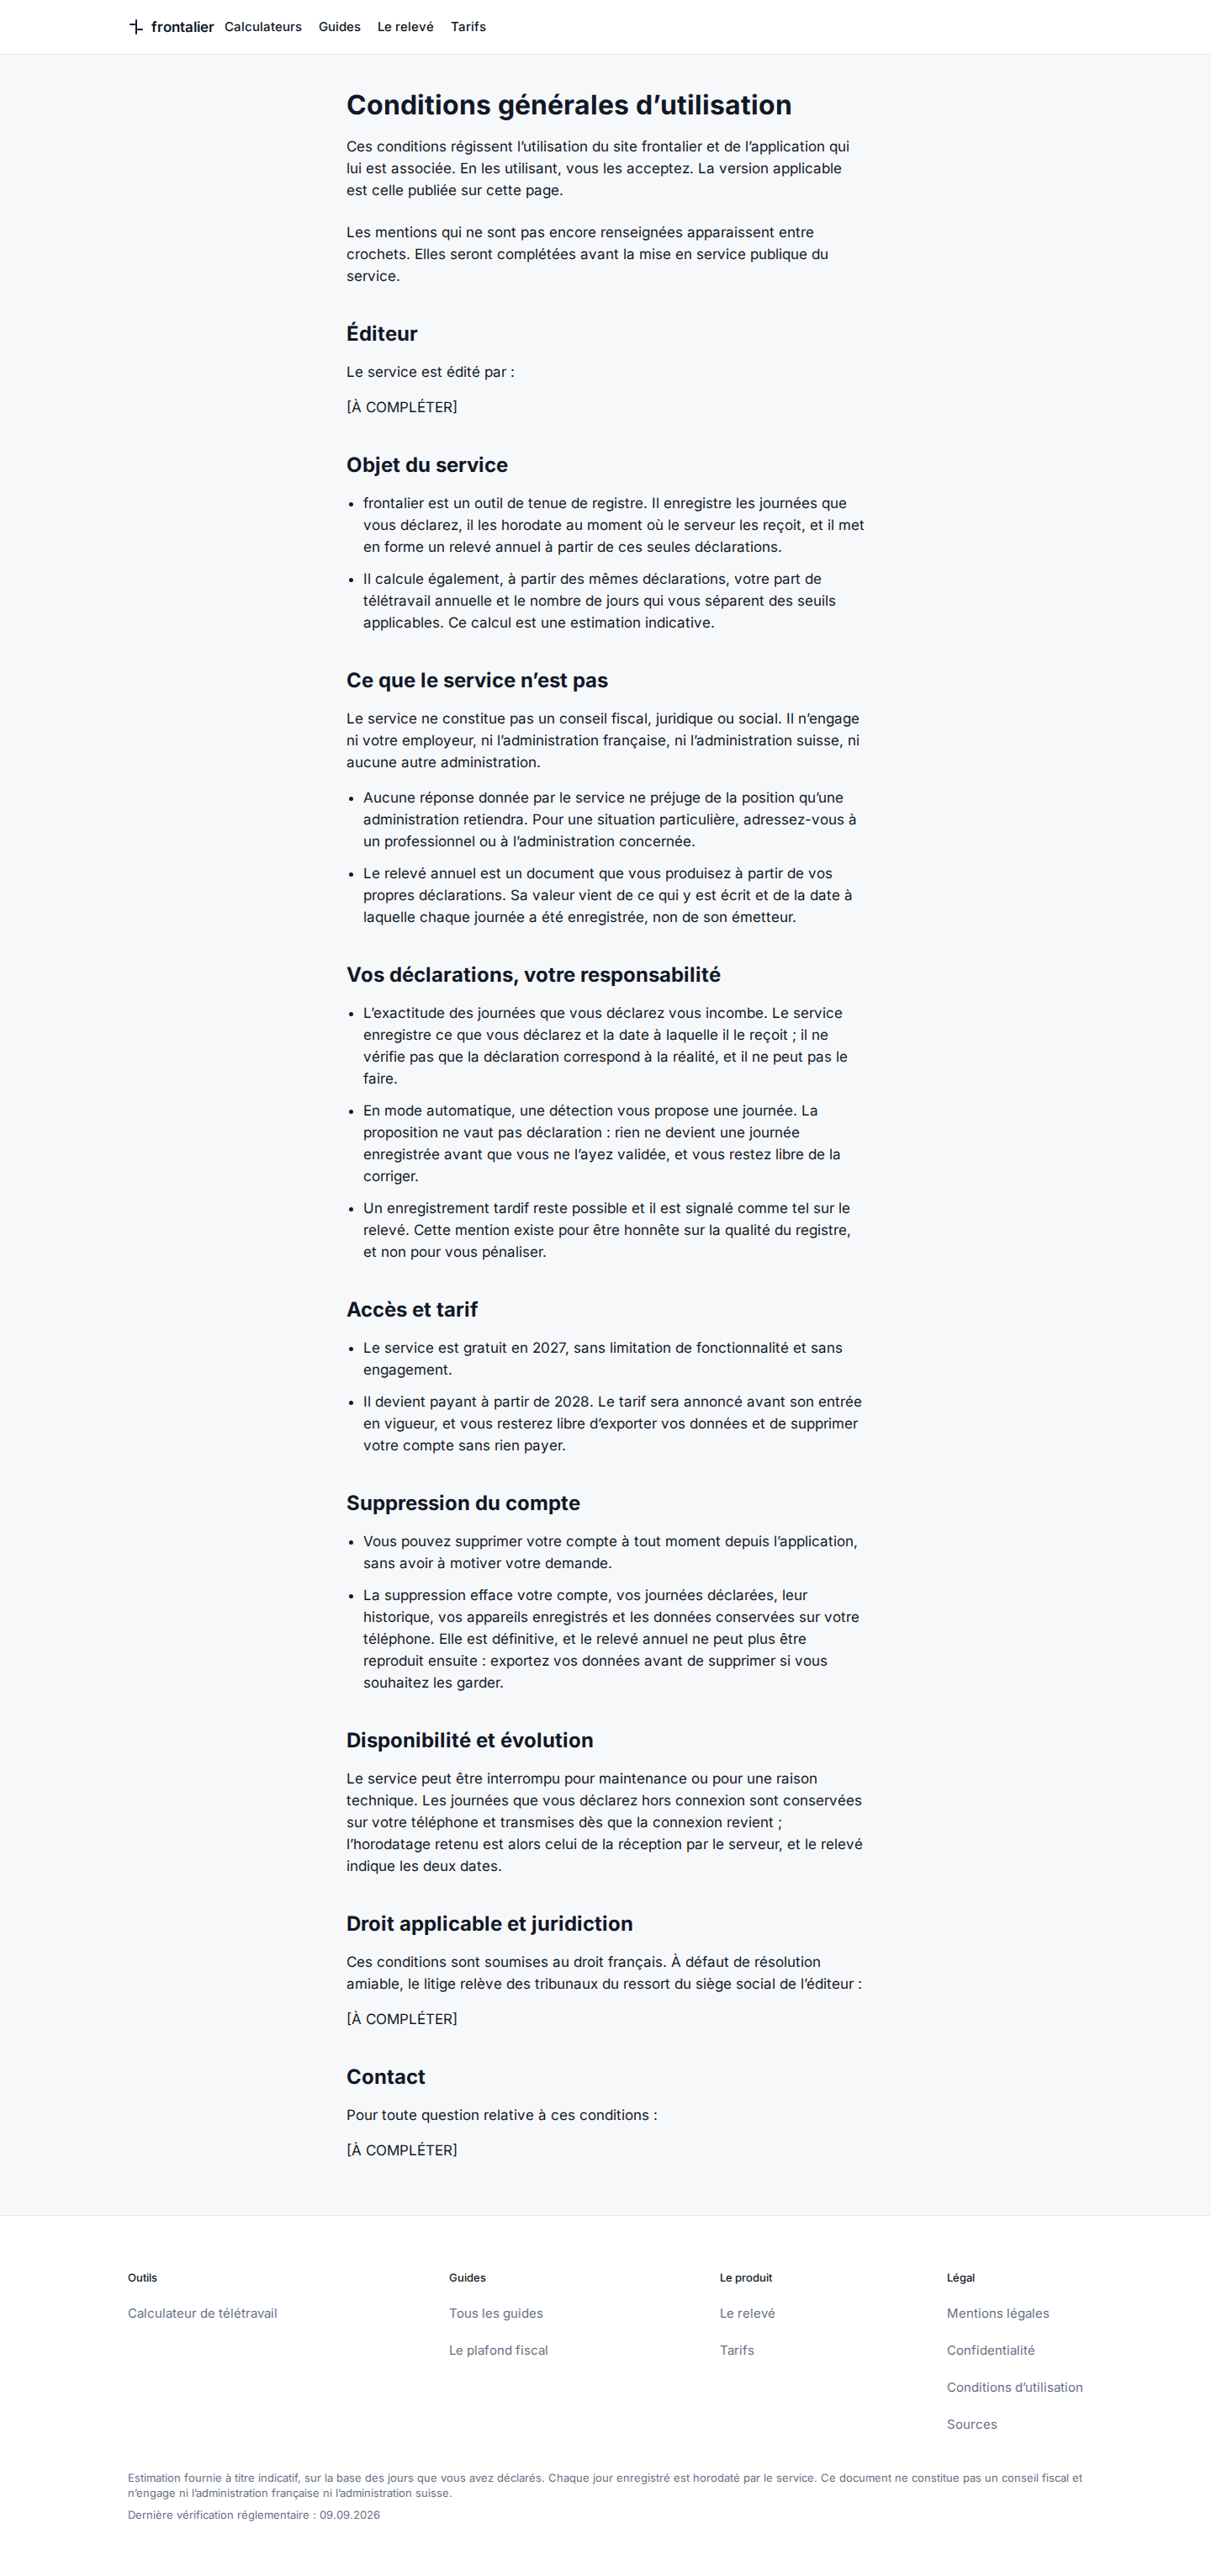 frontalier Calculateurs Guides Le relevé Tarifs
Conditions générales d’utilisation
Ces conditions régissent l’utilisation du site frontalier et de l’application qui
lui est associée. En les utilisant, vous les acceptez. La version applicable
est celle publiée sur cette page.
Les mentions qui ne sont pas encore renseignées apparaissent entre
crochets. Elles seront complétées avant la mise en service publique du
service.
Éditeur
Le service est édité par :
[À COMPLÉTER]
Objet du service
• frontalier est un outil de tenue de registre. Il enregistre les journées que
vous déclarez, il les horodate au moment où le serveur les reçoit, et il met
en forme un relevé annuel à partir de ces seules déclarations.
• Il calcule également, à partir des mêmes déclarations, votre part de
télétravail annuelle et le nombre de jours qui vous séparent des seuils
applicables. Ce calcul est une estimation indicative.
Ce que le service n’est pas
Le service ne constitue pas un conseil fiscal, juridique ou social. Il n’engage
ni votre employeur, ni l’administration française, ni l’administration suisse, ni
aucune autre administration.
• Aucune réponse donnée par le service ne préjuge de la position qu’une
administration retiendra. Pour une situation particulière, adressez-vous à
un professionnel ou à l’administration concernée.
• Le relevé annuel est un document que vous produisez à partir de vos
propres déclarations. Sa valeur vient de ce qui y est écrit et de la date à
laquelle chaque journée a été enregistrée, non de son émetteur.
Vos déclarations, votre responsabilité
• L’exactitude des journées que vous déclarez vous incombe. Le service
enregistre ce que vous déclarez et la date à laquelle il le reçoit ; il ne
vérifie pas que la déclaration correspond à la réalité, et il ne peut pas le
faire.
• En mode automatique, une détection vous propose une journée. La
proposition ne vaut pas déclaration : rien ne devient une journée
enregistrée avant que vous ne l’ayez validée, et vous restez libre de la
corriger.
• Un enregistrement tardif reste possible et il est signalé comme tel sur le
relevé. Cette mention existe pour être honnête sur la qualité du registre,
et non pour vous pénaliser.
Accès et tarif
• Le service est gratuit en 2027, sans limitation de fonctionnalité et sans
engagement.
• Il devient payant à partir de 2028. Le tarif sera annoncé avant son entrée
en vigueur, et vous resterez libre d’exporter vos données et de supprimer
votre compte sans rien payer.
Suppression du compte
• Vous pouvez supprimer votre compte à tout moment depuis l’application,
sans avoir à motiver votre demande.
• La suppression efface votre compte, vos journées déclarées, leur
historique, vos appareils enregistrés et les données conservées sur votre
téléphone. Elle est définitive, et le relevé annuel ne peut plus être
reproduit ensuite : exportez vos données avant de supprimer si vous
souhaitez les garder.
Disponibilité et évolution
Le service peut être interrompu pour maintenance ou pour une raison
technique. Les journées que vous déclarez hors connexion sont conservées
sur votre téléphone et transmises dès que la connexion revient ;
l’horodatage retenu est alors celui de la réception par le serveur, et le relevé
indique les deux dates.
Droit applicable et juridiction
Ces conditions sont soumises au droit français. À défaut de résolution
amiable, le litige relève des tribunaux du ressort du siège social de l’éditeur :
[À COMPLÉTER]
Contact
Pour toute question relative à ces conditions :
[À COMPLÉTER]
Outils
Calculateur de télétravail
Guides
Tous les guides
Le plafond fiscal
Le produit
Le relevé
Tarifs
Légal
Mentions légales
Confidentialité
Conditions d’utilisation
Sources
Estimation fournie à titre indicatif, sur la base des jours que vous avez déclarés. Chaque jour enregistré est horodaté par le service. Ce document ne constitue pas un conseil fiscal et
n’engage ni l’administration française ni l’administration suisse.
Dernière vérification réglementaire : 09.09.2026